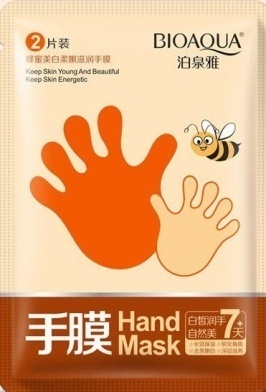 2片装
BIOAQUA
泊泉雅
蜂蜜美白柔嫩滋润手膜
Keep Skin Young And Beautiful
Keep Skin Energetic
手膜
Hand
Mask
白皙润手
自然美
7+天